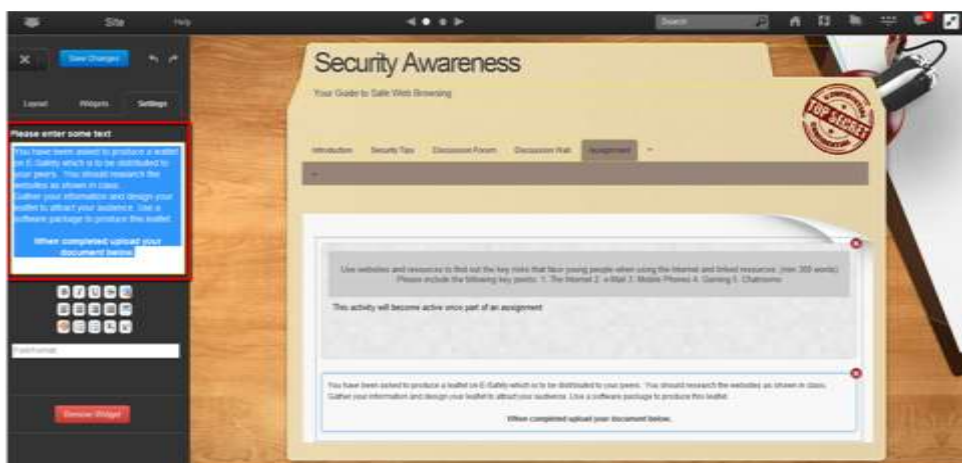 Site
Help
Search
Save Changes
Layout
Widgets
Settings
Please enter some text
You have been asked to produce a leaflet
on E-Safety which is to be distributed to
your peers. You should research the
websites as shown in class.
Gather your information and design your
leaflet to attract your audience. Use a
software package to produce this leaflet.
When completed upload your
document below.
Remove Widget
Security Awareness
Your Guide to Safe Web Browsing
CONFIDENTIAL
TOP SECRET
CONFIDENTIAL
Introduction
Security Tips
Discussion Forum
Discussion Wall
Assignment
Use websites and resources to find out the key risks that face young people when using the Internet and linked resources. (min 300 words)
Please include the following key points: 1. The Internet 2. e-Mail 3. Mobile Phones 4. Gaming 5. Chatrooms
This activity will become active once part of an assignment
You have been asked to produce a leaflet on E-Safety which is to be distributed to your peers. You should research the websites as shown in class.
Gather your information and design your leaflet to attract your audience. Use a software package to produce this leaflet.
When completed upload your document below.